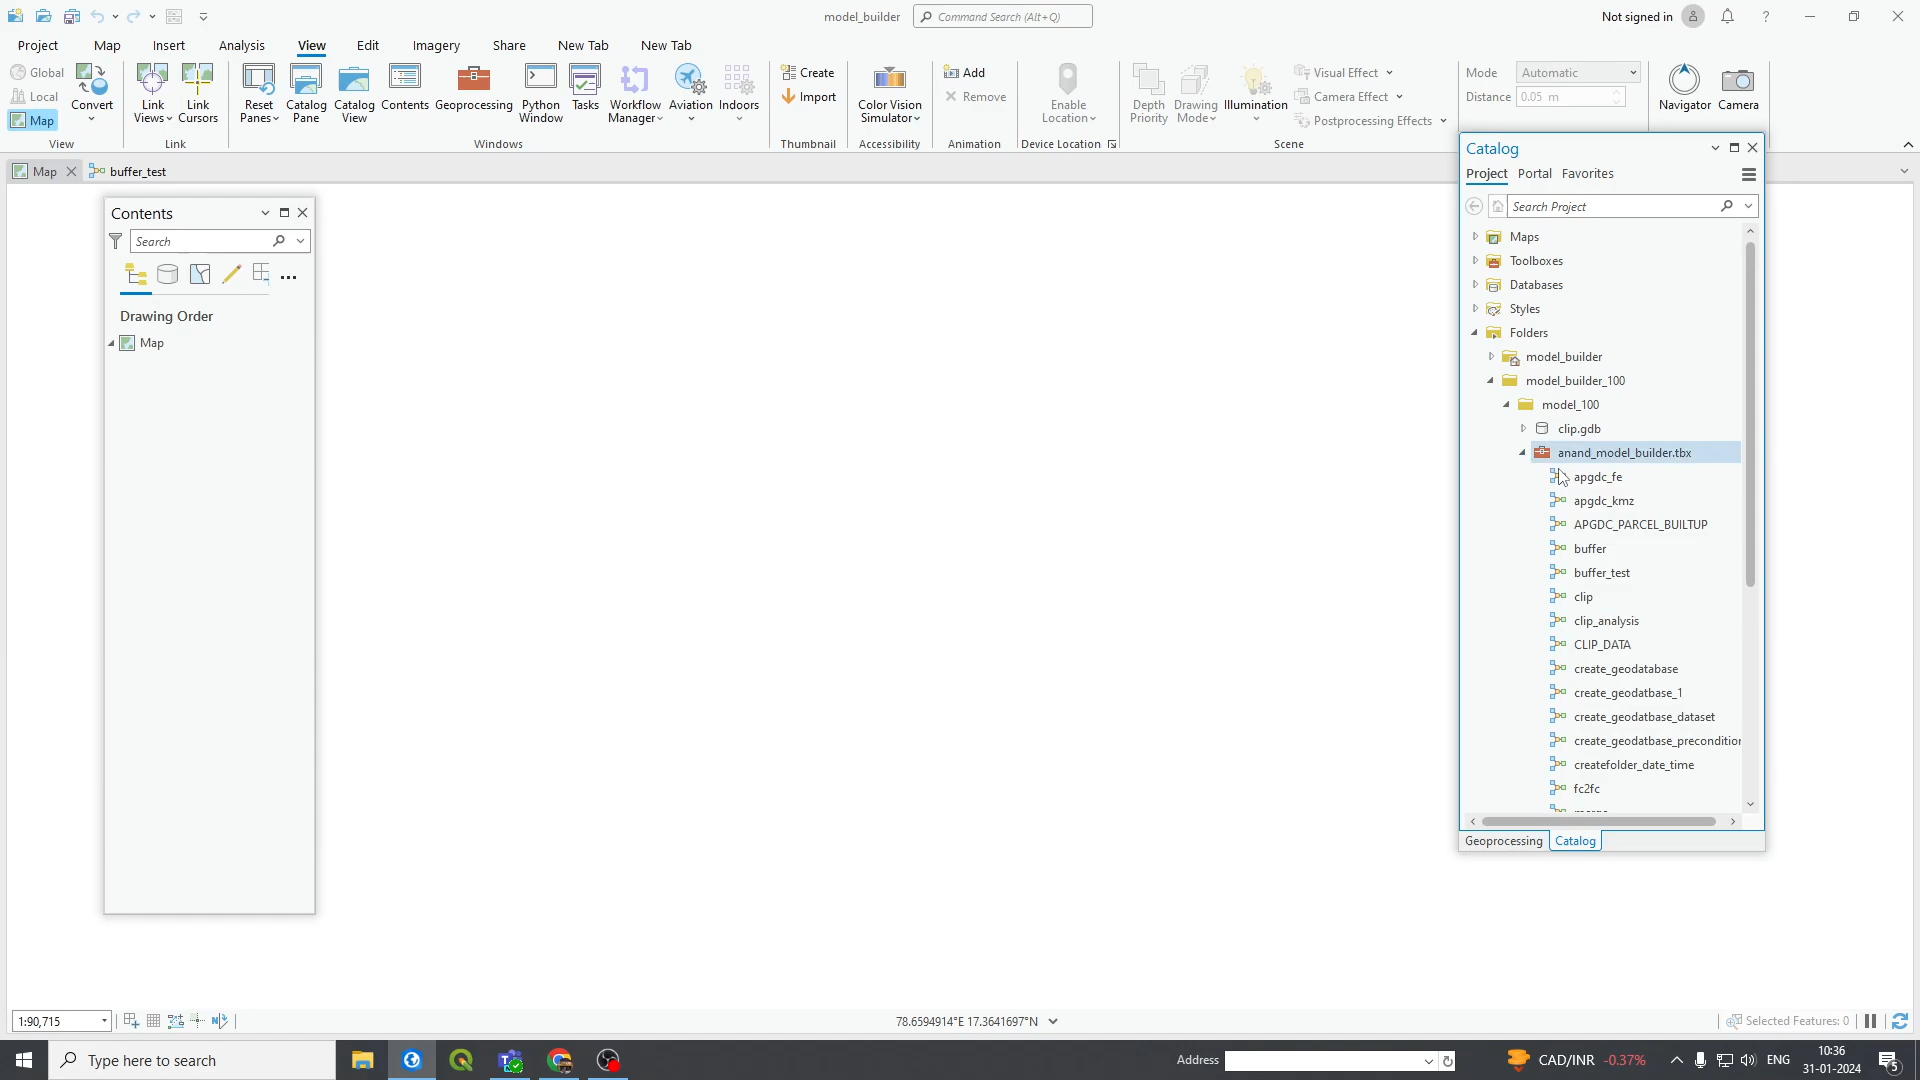 model_builder
Command Search (Alt+Q)
Not signed in
?
Project Map Insert Analysis View Edit Imagery Share New Tab New Tab
Global
Local
Map
Convert
Link Views
Link Cursors
Reset Panes
Catalog Pane
Catalog View
Contents
Geoprocessing
Python Window
Tasks
Workflow Manager
Aviation
Indoors
Create
Import
Color Vision Simulator
Add
Remove
Enable Location
Depth Priority
Drawing Mode
Illumination
Visual Effect
Camera Effect
Postprocessing Effects
Mode Automatic
Distance 0.05 m
Navigator
Camera
View Link Windows Thumbnail Accessibility Animation Device Location Scene
Map
buffer_test
Contents
Search
Drawing Order
Map
Catalog
Project Portal Favorites
Search Project
Maps
Toolboxes
Databases
Styles
Folders
model_builder
model_builder_100
model_100
clip.gdb
anand_model_builder.tbx
apgdc_fe
apgdc_kmz
APGDC_PARCEL_BUILTUP
buffer
buffer_test
clip
clip_analysis
CLIP_DATA
create_geodatabase
create_geodatbase_1
create_geodatbase_dataset
create_geodatbase_precondition
createfolder_date_time
fc2fc
Geoprocessing Catalog
1:90,715
78.6594914°E 17.3641697°N
Selected Features: 0
Type here to search
Address
CAD/INR -0.37%
ENG
10:36
31-01-2024
5